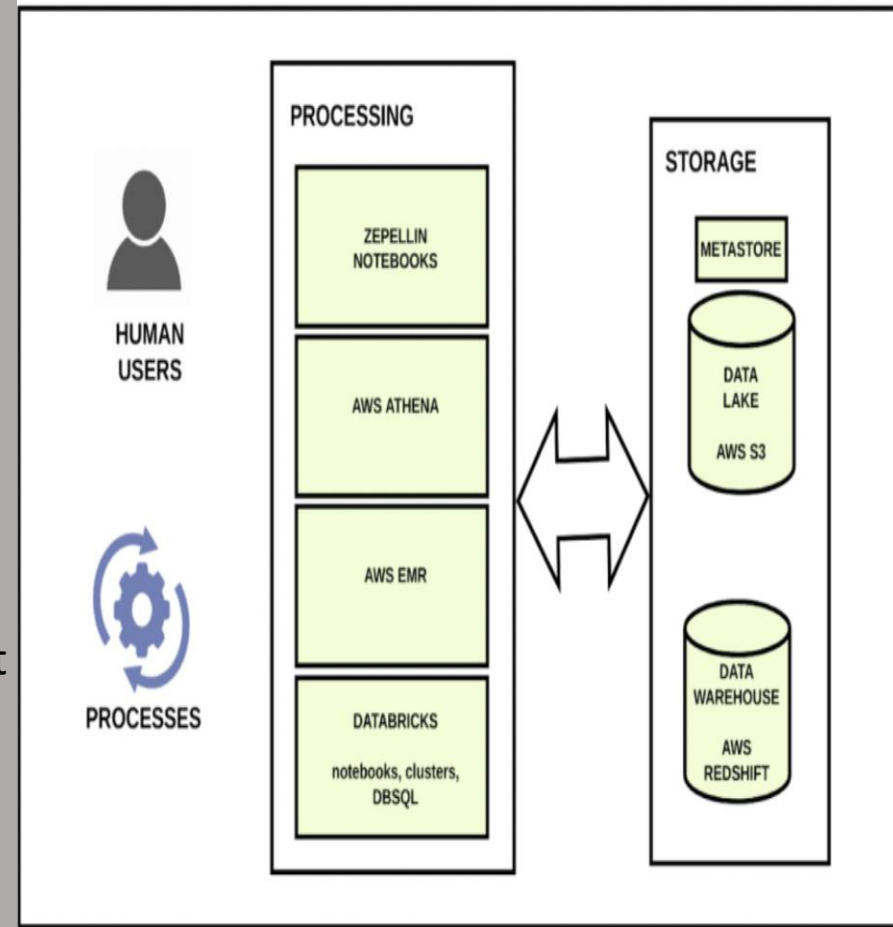 PROCESSING
ZEPELLIN
NOTEBOOKS
AWS ATHENA
AWS EMR
DATABRICKS
notebooks, clusters,
DBSQL
HUMAN
USERS
PROCESSES
STORAGE
METASTORE
DATA
LAKE
AWS S3
DATA
WAREHOUSE
AWS
REDSHIFT